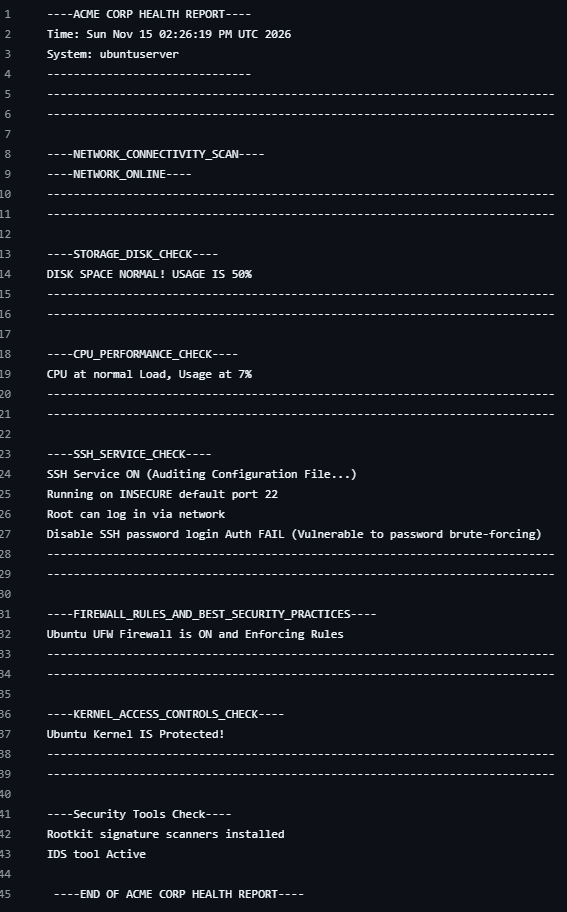 1 ----ACME CORP HEALTH REPORT----
2 Time: Sun Nov 15 02:26:19 PM UTC 2026
3 System: ubuntuserver
4 -------------------------------
5 -----------------------------------------------------------------------------
6 -----------------------------------------------------------------------------
7
8 ----NETWORK_CONNECTIVITY_SCAN----
9 ----NETWORK_ONLINE----
10 -----------------------------------------------------------------------------
11 -----------------------------------------------------------------------------
12
13 ----STORAGE_DISK_CHECK----
14 DISK SPACE NORMAL! USAGE IS 50%
15 -----------------------------------------------------------------------------
16 -----------------------------------------------------------------------------
17
18 ----CPU_PERFORMANCE_CHECK----
19 CPU at normal Load, Usage at 7%
20 -----------------------------------------------------------------------------
21 -----------------------------------------------------------------------------
22
23 ----SSH_SERVICE_CHECK----
24 SSH Service ON (Auditing Configuration File...)
25 Running on INSECURE default port 22
26 Root can log in via network
27 Disable SSH password login Auth FAIL (Vulnerable to password brute-forcing)
28 -----------------------------------------------------------------------------
29 -----------------------------------------------------------------------------
30
31 ----FIREWALL_RULES_AND_BEST_SECURITY_PRACTICES----
32 Ubuntu UFW Firewall is ON and Enforcing Rules
33 -----------------------------------------------------------------------------
34 -----------------------------------------------------------------------------
35
36 ----KERNEL_ACCESS_CONTROLS_CHECK----
37 Ubuntu Kernel IS Protected!
38 -----------------------------------------------------------------------------
39 -----------------------------------------------------------------------------
40
41 ----Security Tools Check----
42 Rootkit signature scanners installed
43 IDS tool Active
44
45 ----END OF ACME CORP HEALTH REPORT----